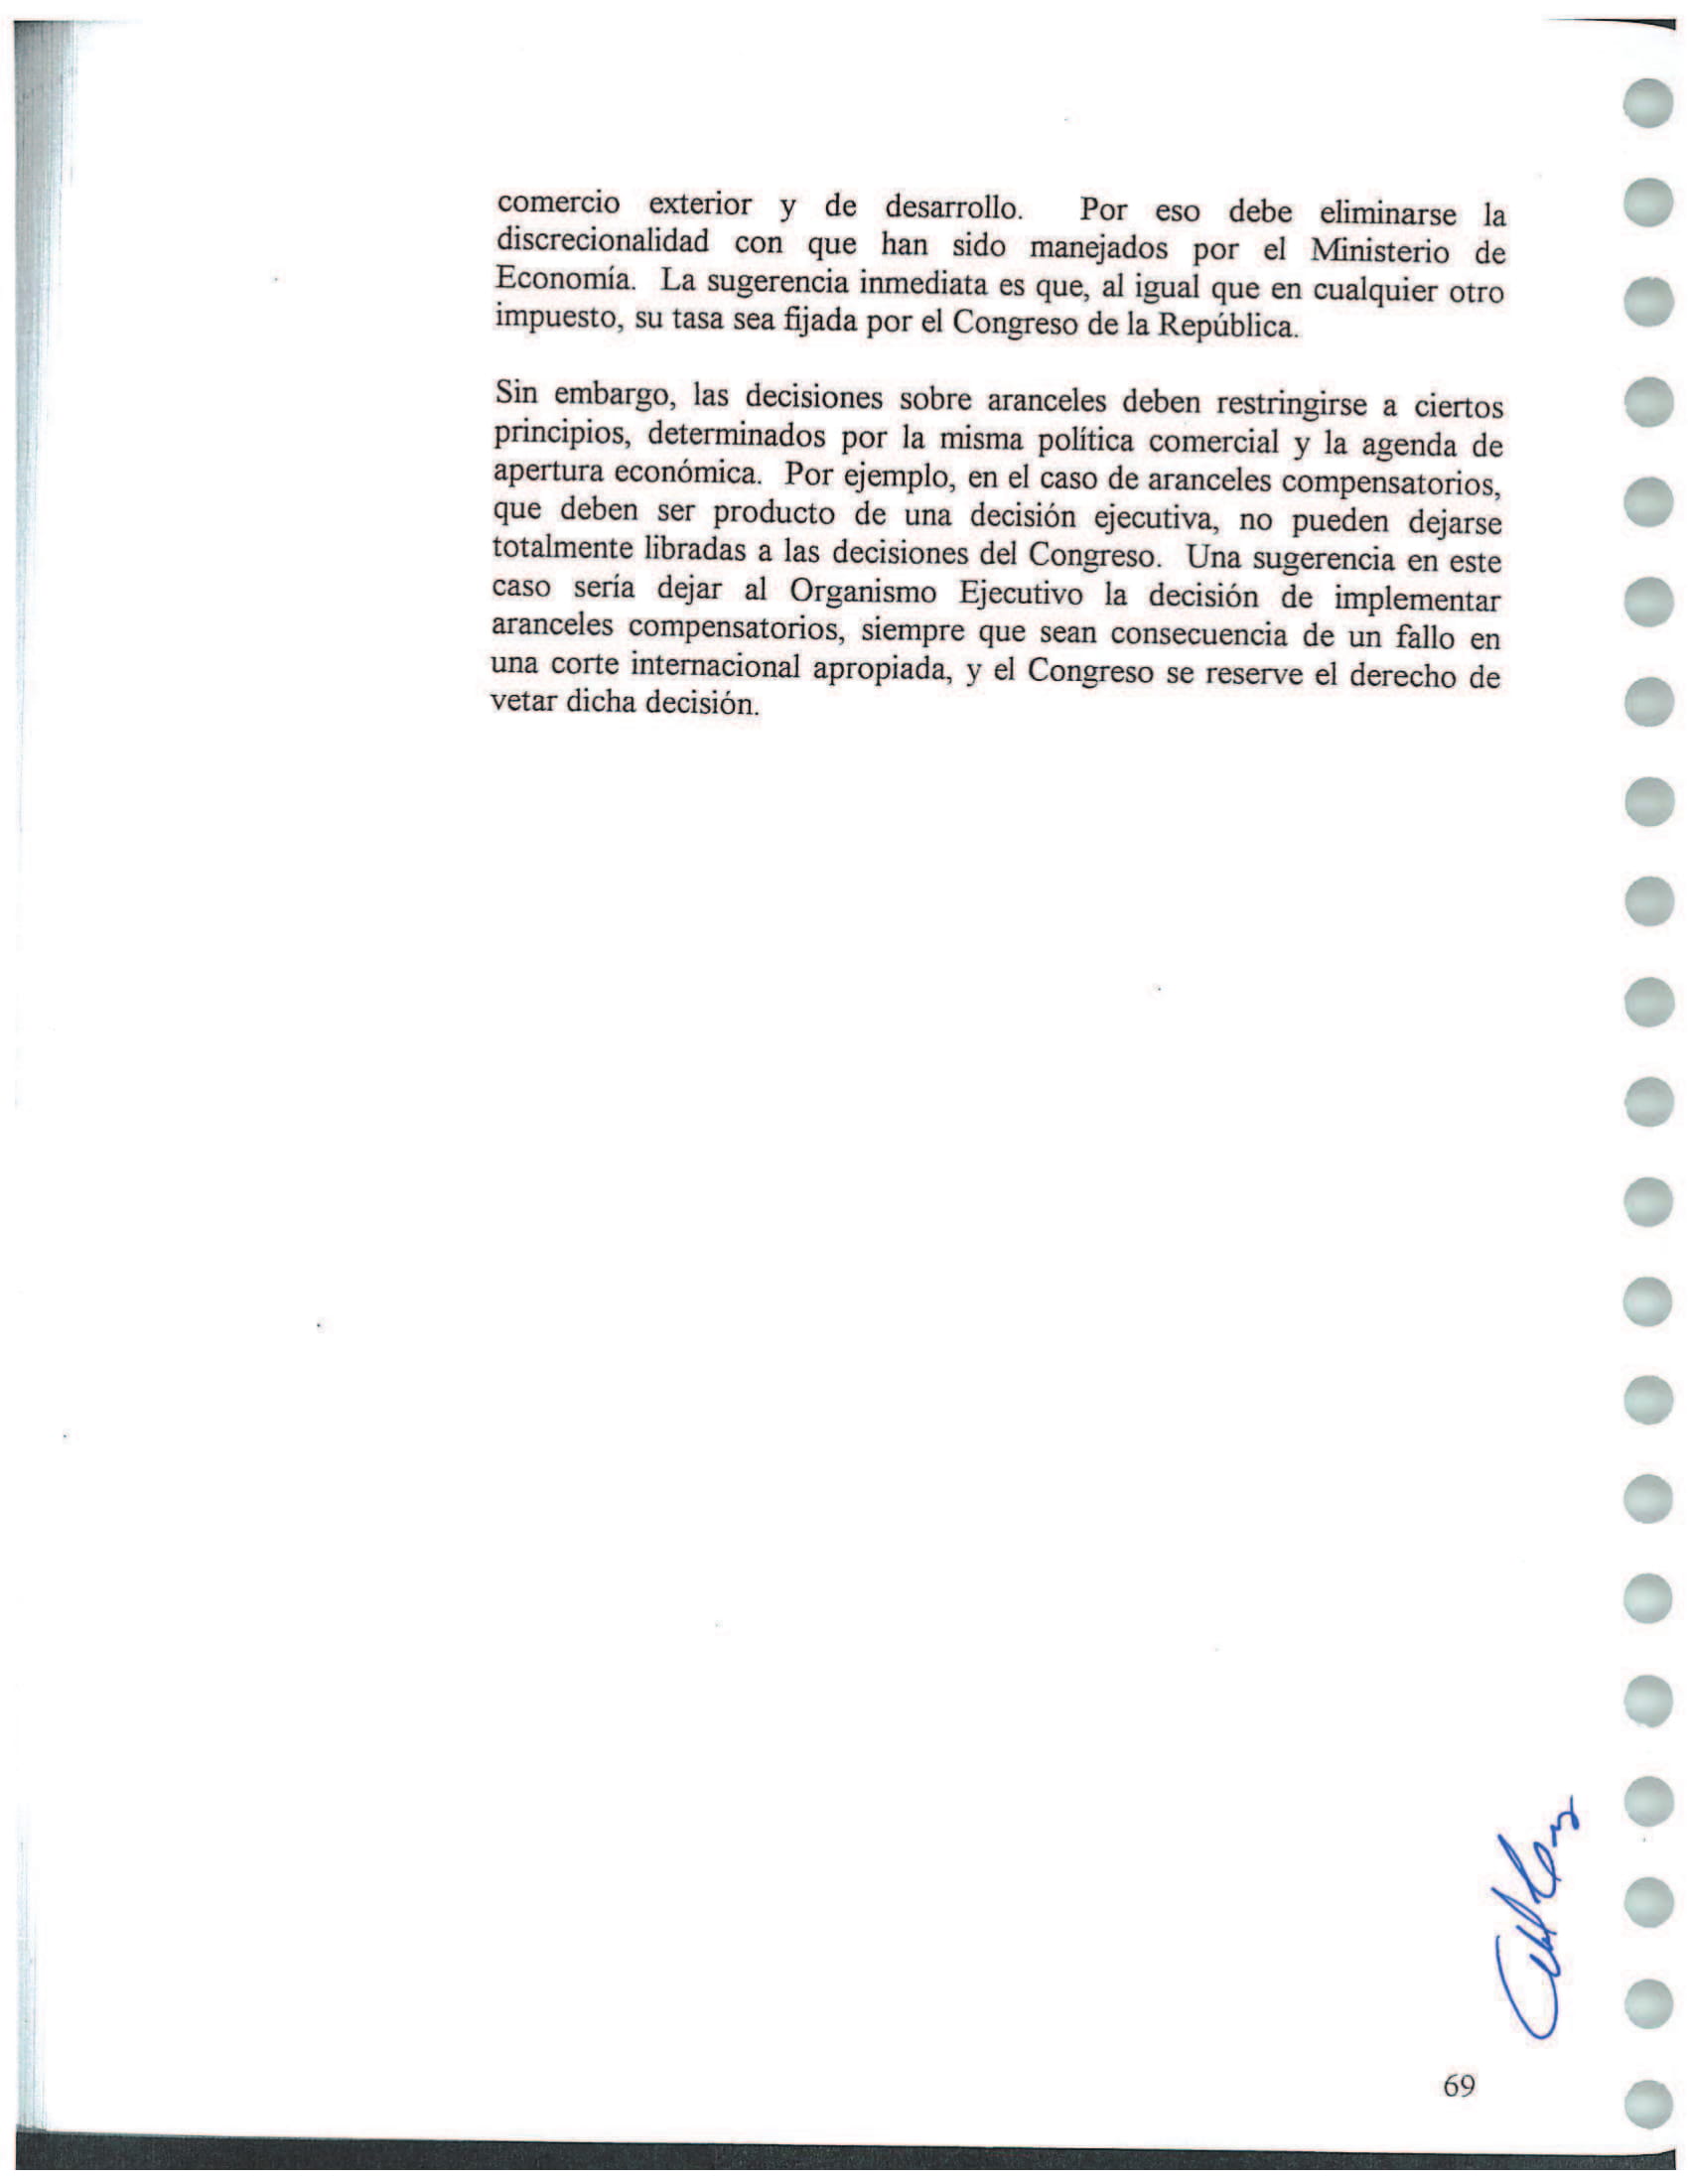 comercio exterior y de desarrollo. Por eso debe eliminarse la
discrecionalidad con que han sido manejados por el Ministerio de
Economía. La sugerencia inmediata es que, al igual que en cualquier otro
impuesto, su tasa sea fijada por el Congreso de la República.
Sin embargo, las decisiones sobre aranceles deben restringirse a ciertos
principios, determinados por la misma política comercial y la agenda de
apertura económica. Por ejemplo, en el caso de aranceles compensatorios,
que deben ser producto de una decisión ejecutiva, no pueden dejarse
totalmente libradas a las decisiones del Congreso. Una sugerencia en este
caso sería dejar al Organismo Ejecutivo la decisión de implementar
aranceles compensatorios, siempre que sean consecuencia de un fallo en
una corte internacional apropiada, y el Congreso se reserve el derecho de
vetar dicha decisión.
69